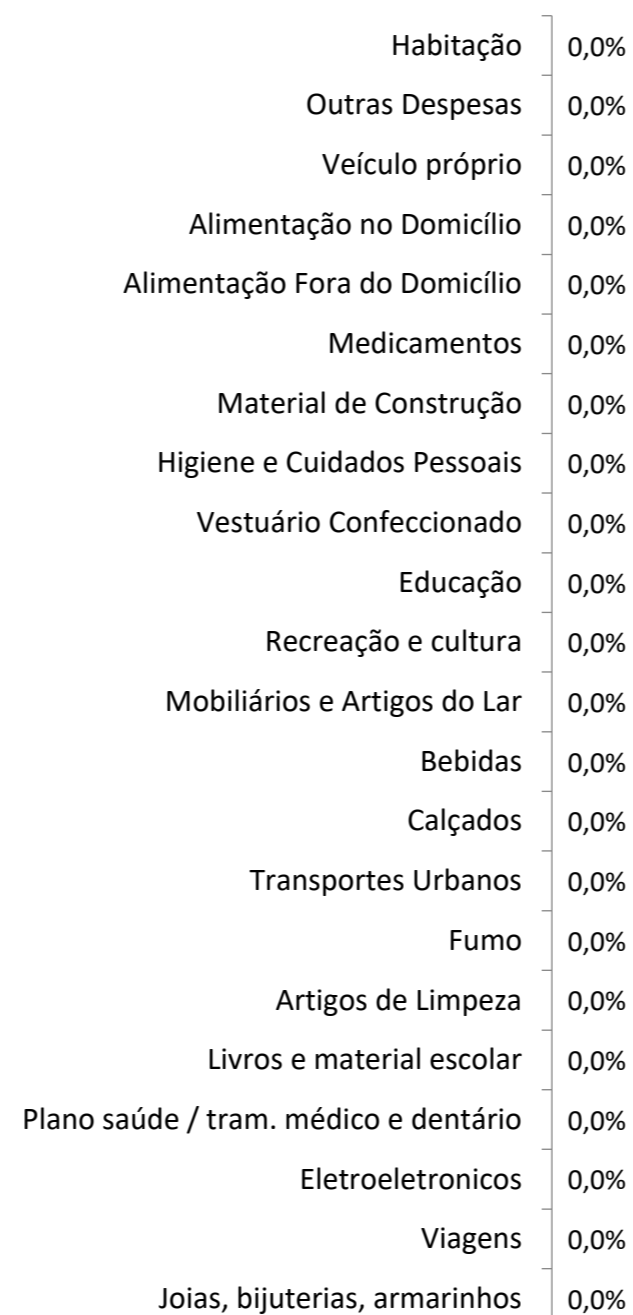 Habitação 0,0%
Outras Despesas 0,0%
Veículo próprio 0,0%
Alimentação no Domicílio 0,0%
Alimentação Fora do Domicílio 0,0%
Medicamentos 0,0%
Material de Construção 0,0%
Higiene e Cuidados Pessoais 0,0%
Vestuário Confeccionado 0,0%
Educação 0,0%
Recreação e cultura 0,0%
Mobiliários e Artigos do Lar 0,0%
Bebidas 0,0%
Calçados 0,0%
Transportes Urbanos 0,0%
Fumo 0,0%
Artigos de Limpeza 0,0%
Livros e material escolar 0,0%
Plano saúde / tram. médico e dentário 0,0%
Eletroeletronicos 0,0%
Viagens 0,0%
Joias, bijuterias, armarinhos 0,0%